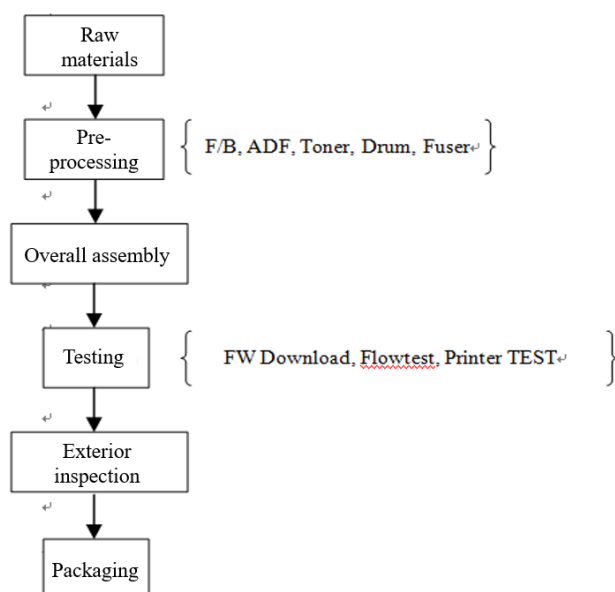 Raw
materials
Pre-
processing
F/B, ADF, Toner, Drum, Fuser
Overall assembly
Testing
FW Download, Flowtest, Printer TEST
Exterior
inspection
Packaging